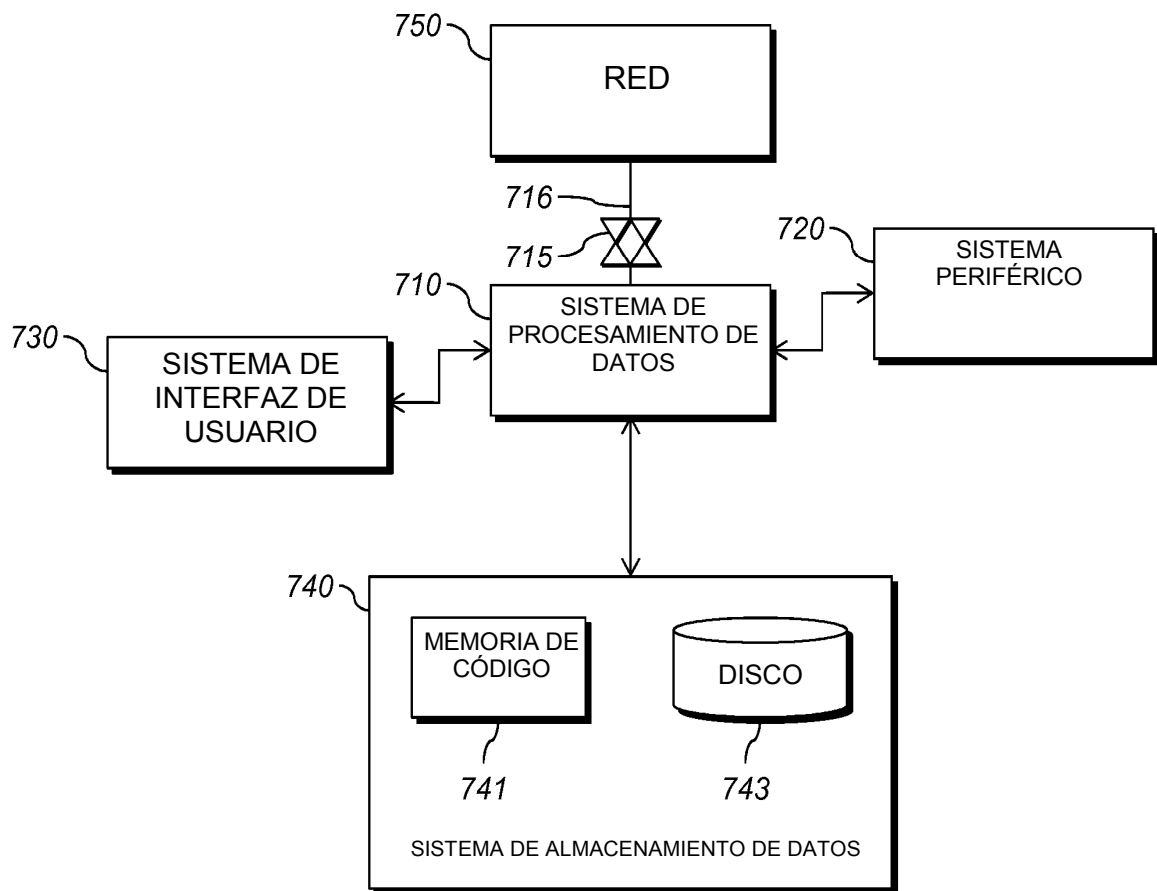 750
RED
716
715
720
SISTEMA
PERIFÉRICO
710
SISTEMA DE
PROCESAMIENTO DE
DATOS
730
SISTEMA DE
INTERFAZ DE
USUARIO
740
MEMORIA DE
CÓDIGO
DISCO
741
743
SISTEMA DE ALMACENAMIENTO DE DATOS